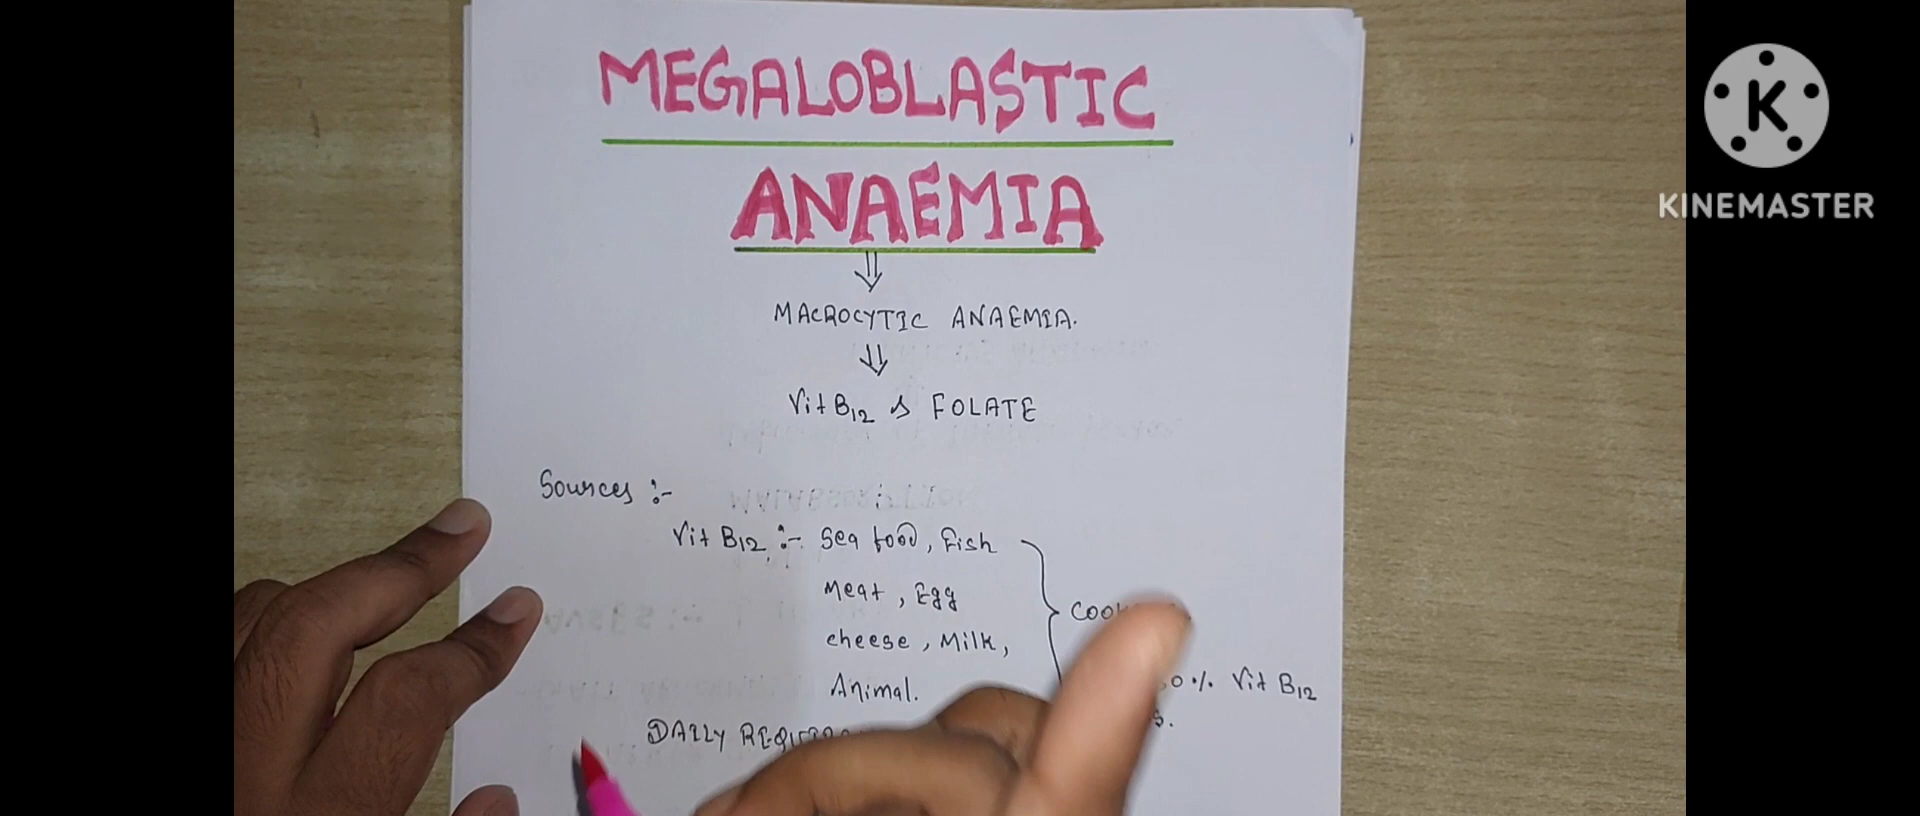 MEGALOBLASTIC
ANAEMIA
MACROCYTIC ANAEMIA.
Vit B12 & FOLATE
Sources :-
Vit B12 :- Sea food, Fish
Meat, Egg
cheese, Milk,
Animal.
Vit B12
DAILY
K
KINEMASTER